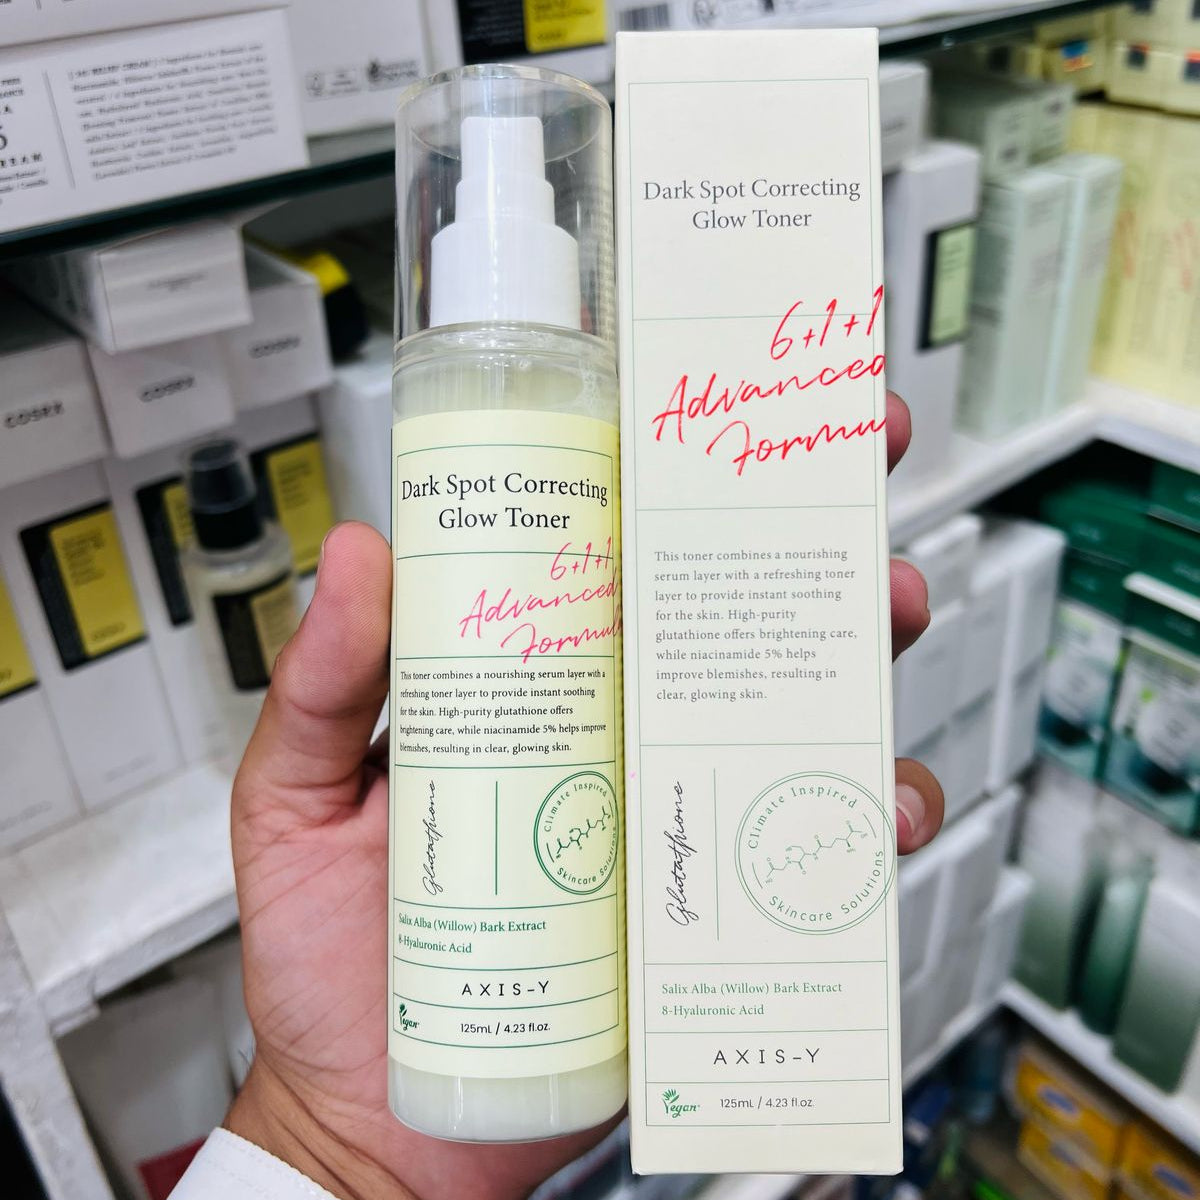 Dark Spot Correcting
Glow Toner
6+1+1
Advanced
Formula
This toner combines a nourishing serum layer with a
refreshing toner layer to provide instant soothing
for the skin. High-purity glutathione offers
brightening care, while niacinamide 5% helps improve
blemishes, resulting in clear, glowing skin.
Glutathione
Climate Inspired
Skincare Solutions
Salix Alba (Willow) Bark Extract
8-Hyaluronic Acid
AXIS-Y
Vegan
125mL / 4.23 fl.oz.
Dark Spot Correcting
Glow Toner
6+1+1
Advanced
Formu
This toner combines a nourishing
serum layer with a refreshing toner
layer to provide instant soothing
for the skin. High-purity
glutathione offers brightening care,
while niacinamide 5% helps
improve blemishes, resulting in
clear, glowing skin.
Glutathione
Climate Inspired
Skincare Solutions
Salix Alba (Willow) Bark Extract
8-Hyaluronic Acid
AXIS-Y
Vegan
125mL / 4.23 fl.oz.
COSRX
COSRX
COSRX